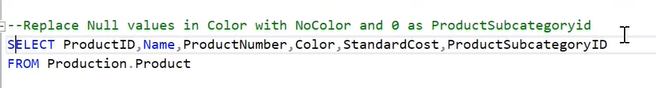 --Replace Null values in Color with NoColor and 0 as ProductSubcategoryid
SELECT ProductID,Name,ProductNumber,Color,StandardCost,ProductSubcategoryID
FROM Production.Product